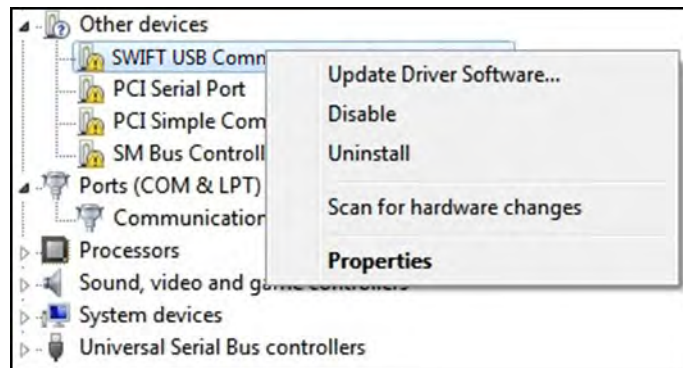 Other devices
SWIFT USB Comm
Update Driver Software...
PCI Serial Port
Disable
PCI Simple Com
SM Bus Controll
Uninstall
Ports (COM & LPT)
Scan for hardware changes
Communication
Processors
Properties
Sound, video and game controllers
System devices
Universal Serial Bus controllers